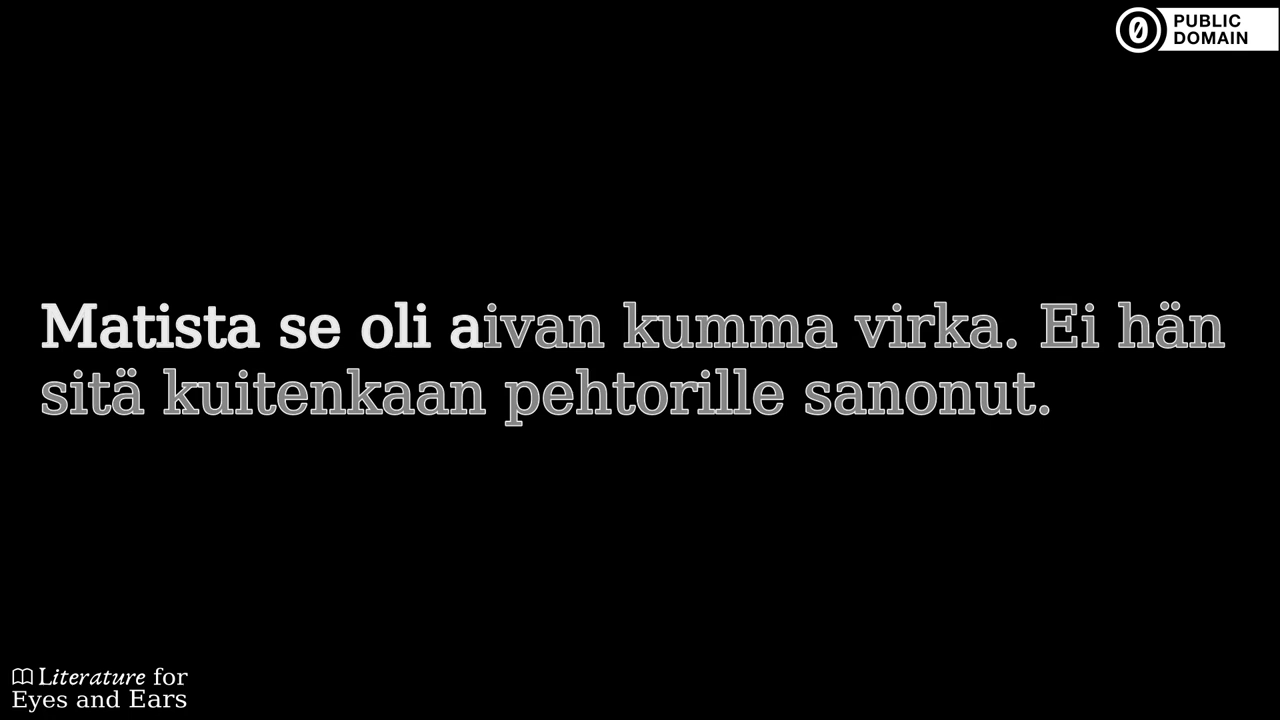 PUBLIC
DOMAIN
Matista se oli aivan kumma virka. Ei hän
sitä kuitenkaan pehtorille sanonut.
Literature for
Eyes and Ears